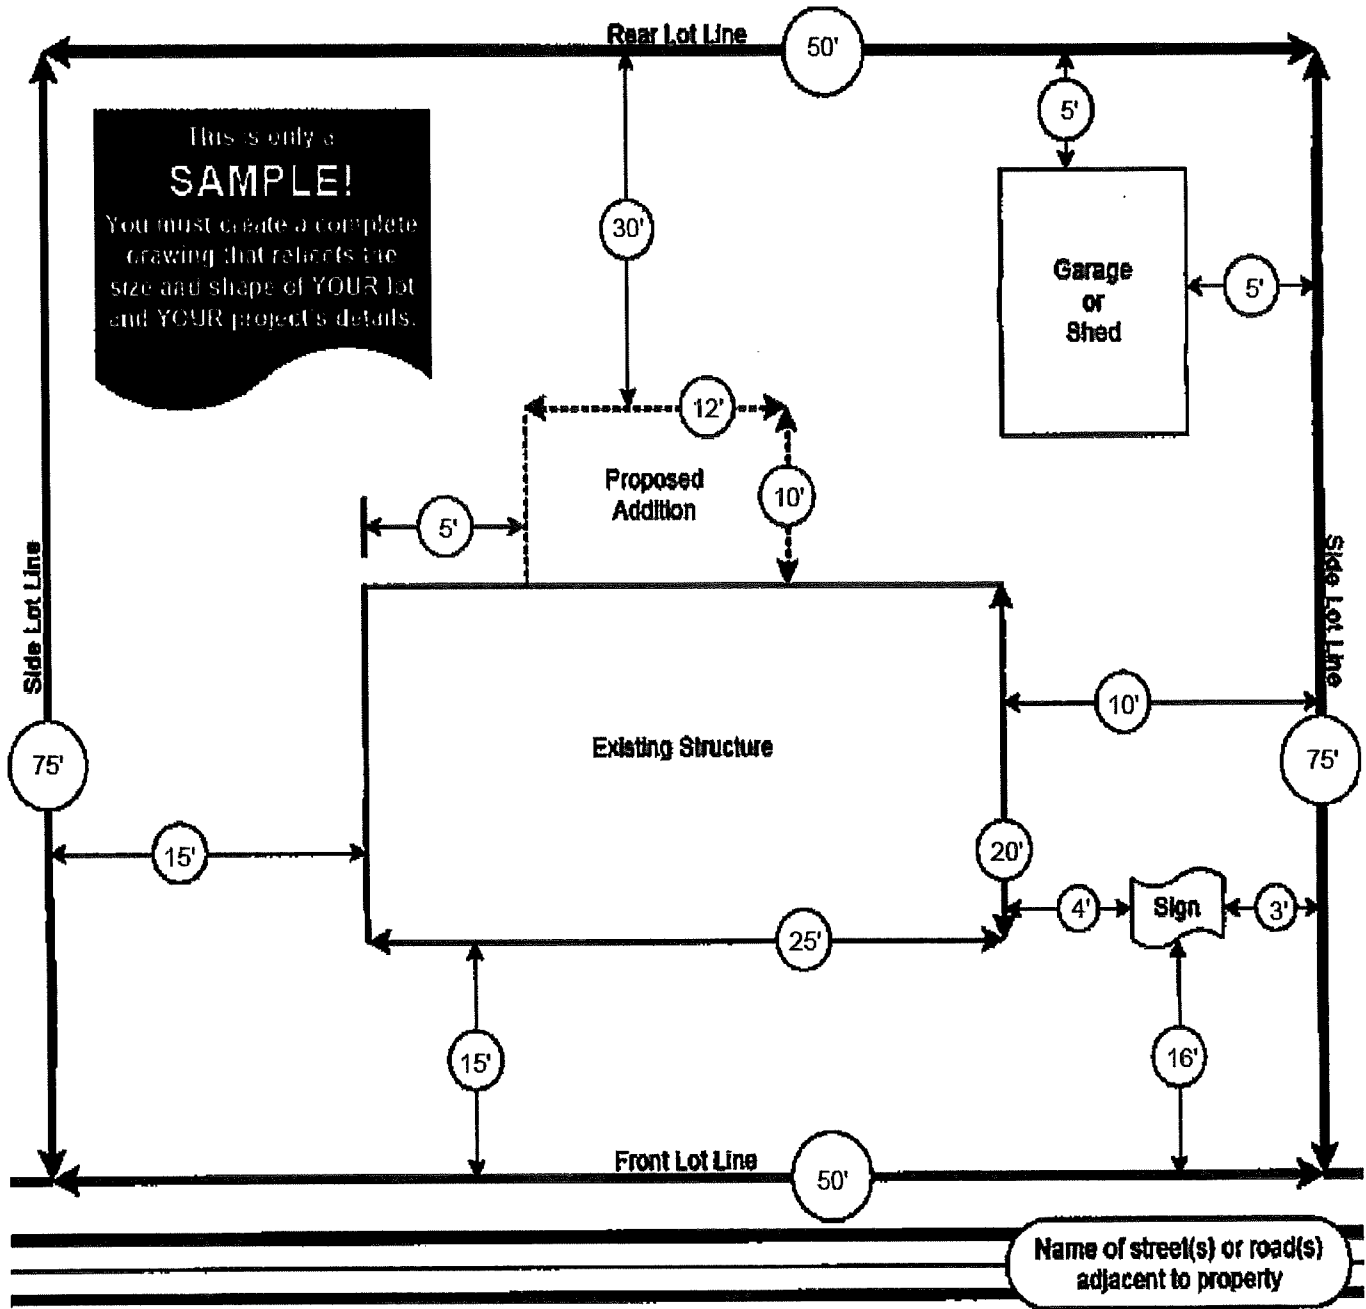 Rear Lot Line
50'
5'
This is only a
SAMPLE!
You must create a complete
drawing that reflects the
size and shape of YOUR lot
and YOUR project's details.
30'
Garage
or
Shed
5'
12'
Proposed
Addition
10'
5'
Side Lot Line
Side Lot Line
10'
Existing Structure
75'
75'
15'
20'
4'
Sign
3'
25'
15'
16'
Front Lot Line
50'
Name of street(s) or road(s)
adjacent to property